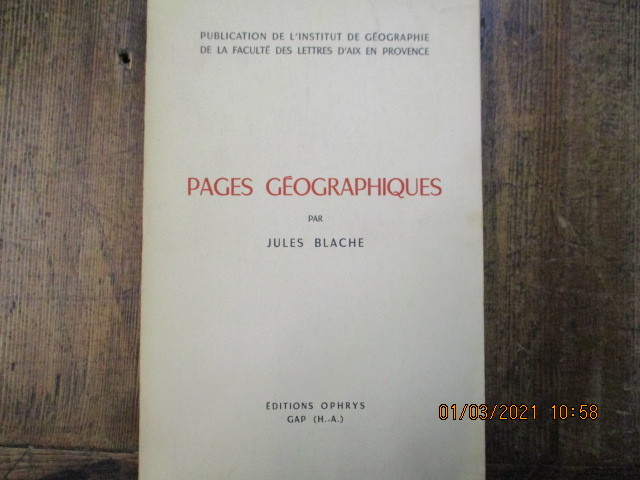 PUBLICATION DE L'INSTITUT DE GÉOGRAPHIE
DE LA FACULTÉ DES LETTRES D'AIX EN PROVENCE
PAGES GÉOGRAPHIQUES
PAR
JULES BLACHE
ÉDITIONS OPHRYS
GAP (H.-A.)
01/03/2021 10:58